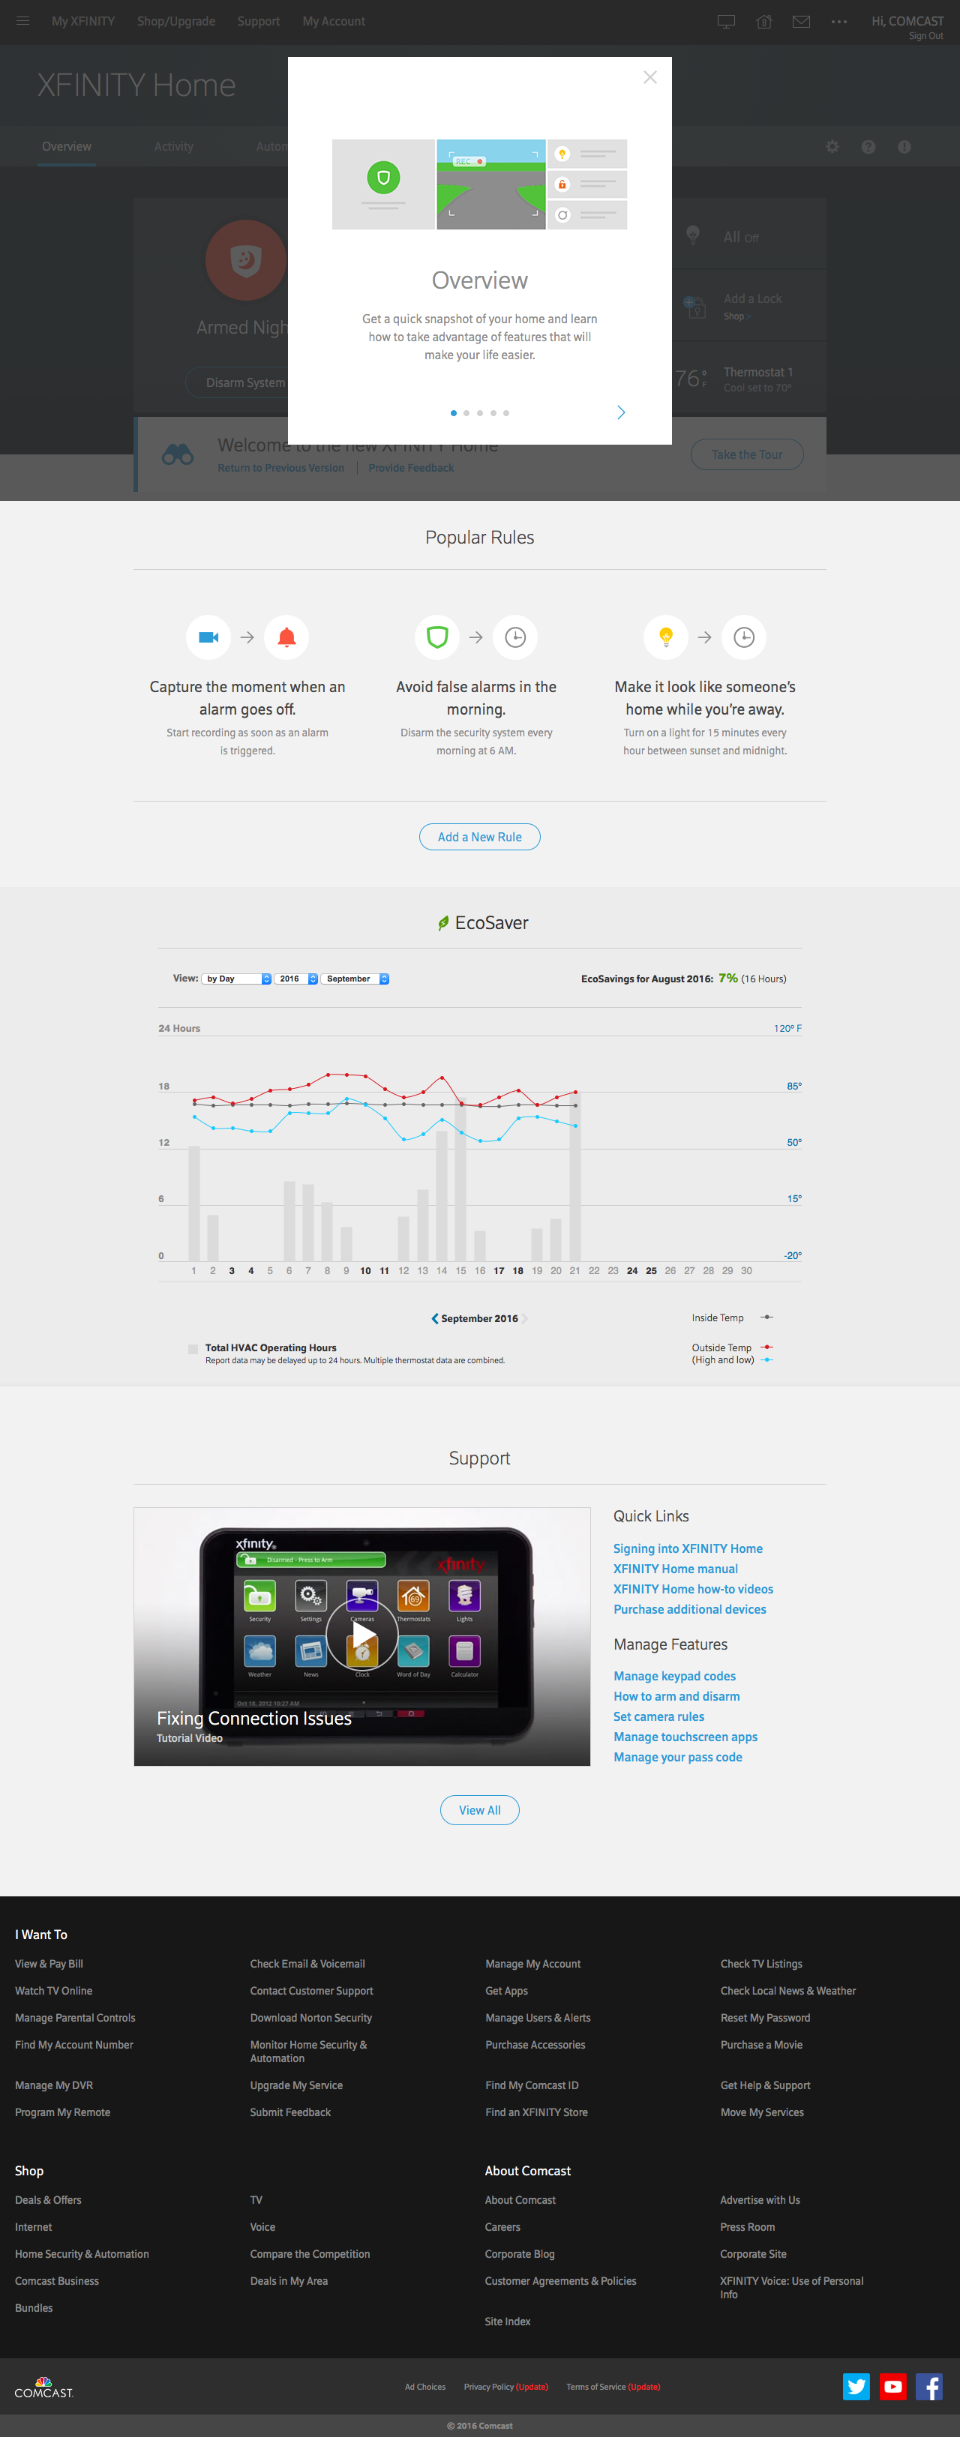 My XFINITY Shop/Upgrade Support My Account Hi, COMCAST
Sign Out
XFINITY Home
Overview Activity Autom
REC
Overview
Get a quick snapshot of your home and learn
how to take advantage of features that will
make your life easier.
Armed Nigh
Disarm System
All Off
Add a Lock
Shop >
76° F Thermostat 1
Cool set to 70°
Welcome to the new XFINITY Home
Return to Previous Version | Provide Feedback
Take the Tour
Popular Rules
Capture the moment when an
alarm goes off.
Start recording as soon as an alarm
is triggered.
Avoid false alarms in the
morning.
Disarm the security system every
morning at 6 AM.
Make it look like someone's
home while you're away.
Turn on a light for 15 minutes every
hour between sunset and midnight.
Add a New Rule
EcoSaver
View: by Day 2016 September EcoSavings for August 2016: 7% (16 Hours)
24 Hours 120° F
18 85°
12 50°
6 15°
0 -20°
1 2 3 4 5 6 7 8 9 10 11 12 13 14 15 16 17 18 19 20 21 22 23 24 25 26 27 28 29 30
September 2016
Inside Temp
Total HVAC Operating Hours
Report data may be delayed up to 24 hours. Multiple thermostat data are combined.
Outside Temp
(High and low)
Support
xfinity
Disarmed - Press to Arm
xfinity
Security Settings Cameras Thermostats Lights
69
Weather News Clock Word of Day Calculator
Oct 18, 2012 10:27 AM
Fixing Connection Issues
Tutorial Video
Quick Links
Signing into XFINITY Home
XFINITY Home manual
XFINITY Home how-to videos
Purchase additional devices
Manage Features
Manage keypad codes
How to arm and disarm
Set camera rules
Manage touchscreen apps
Manage your pass code
View All
I Want To
View & Pay Bill Check Email & Voicemail Manage My Account Check TV Listings
Watch TV Online Contact Customer Support Get Apps Check Local News & Weather
Manage Parental Controls Download Norton Security Manage Users & Alerts Reset My Password
Find My Account Number Monitor Home Security & Purchase Accessories Purchase a Movie
Automation
Manage My DVR Upgrade My Service Find My Comcast ID Get Help & Support
Program My Remote Submit Feedback Find an XFINITY Store Move My Services
Shop About Comcast
Deals & Offers TV About Comcast Advertise with Us
Internet Voice Careers Press Room
Home Security & Automation Compare the Competition Corporate Blog Corporate Site
Comcast Business Deals in My Area Customer Agreements & Policies XFINITY Voice: Use of Personal
Info
Bundles
Site Index
COMCAST
Ad Choices Privacy Policy (Update) Terms of Service (Update)
© 2016 Comcast